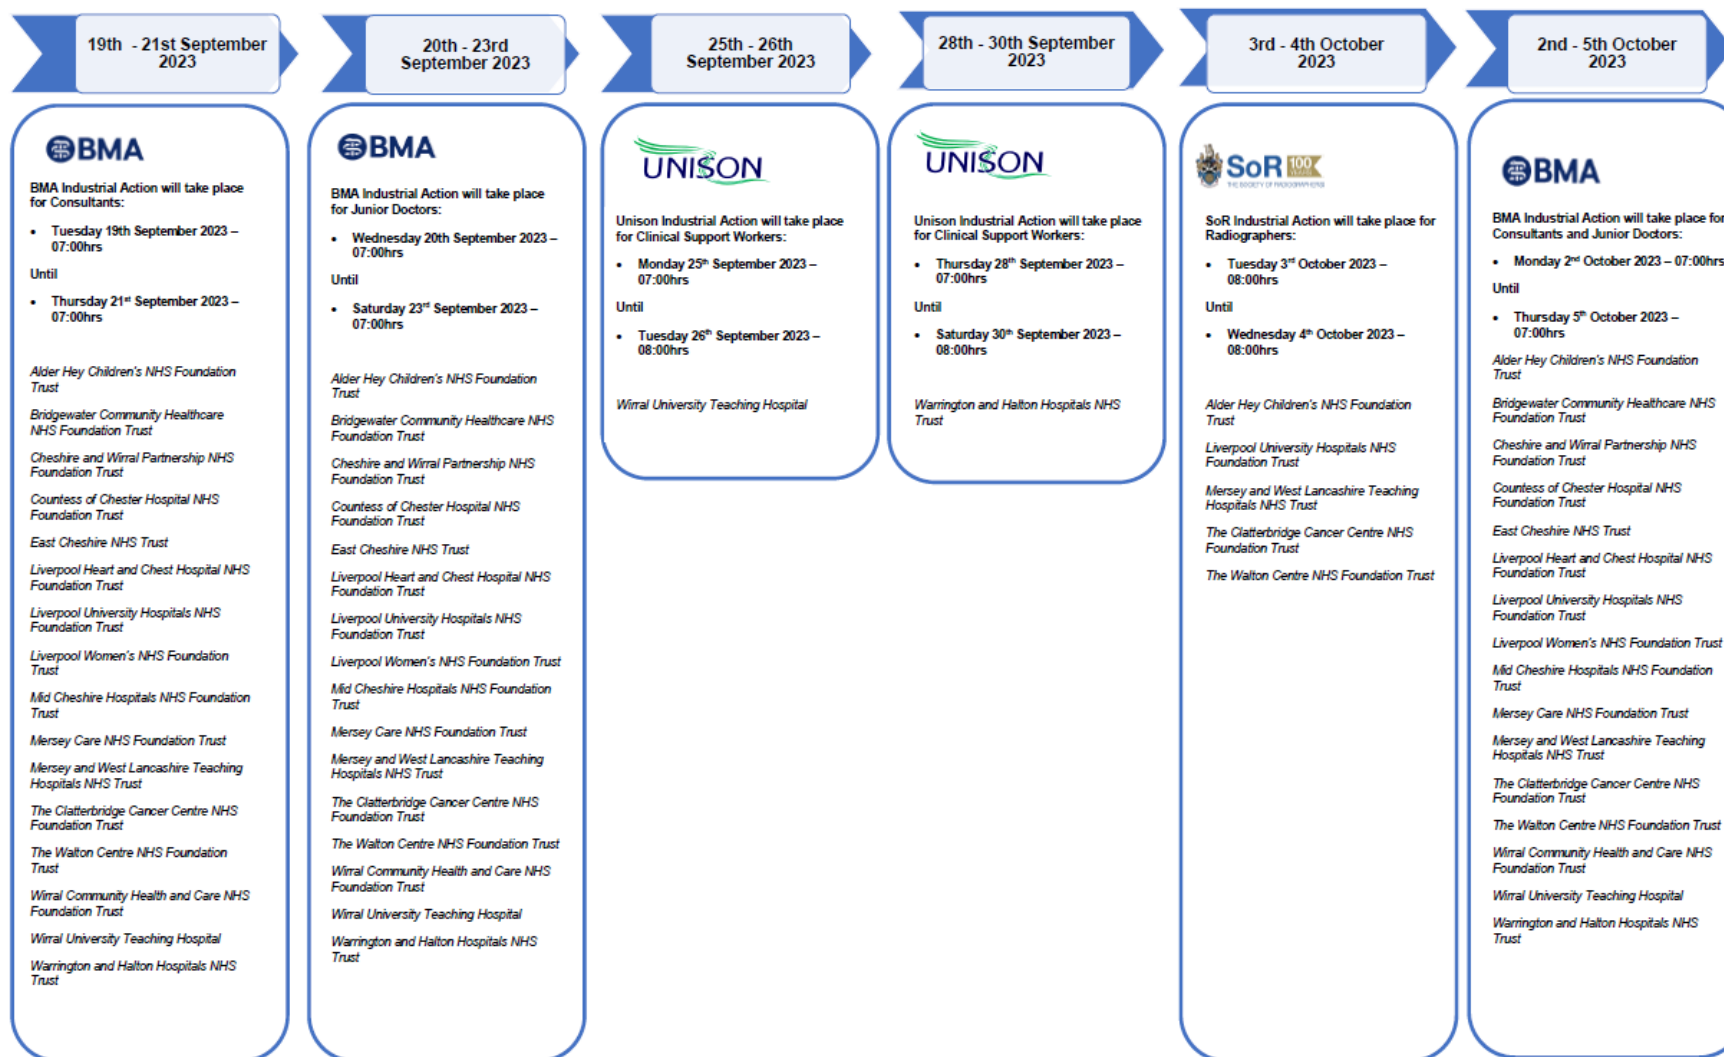 19th - 21st September
2023
BMA
BMA Industrial Action will take place
for Consultants:
• Tuesday 19th September 2023 –
07:00hrs
Until
• Thursday 21st September 2023 –
07:00hrs
Alder Hey Children's NHS Foundation
Trust
Bridgewater Community Healthcare
NHS Foundation Trust
Cheshire and Wirral Partnership NHS
Foundation Trust
Countess of Chester Hospital NHS
Foundation Trust
East Cheshire NHS Trust
Liverpool Heart and Chest Hospital NHS
Foundation Trust
Liverpool University Hospitals NHS
Foundation Trust
Liverpool Women's NHS Foundation
Trust
Mid Cheshire Hospitals NHS Foundation
Trust
Mersey Care NHS Foundation Trust
Mersey and West Lancashire Teaching
Hospitals NHS Trust
The Clatterbridge Cancer Centre NHS
Foundation Trust
The Walton Centre NHS Foundation
Trust
Wirral Community Health and Care NHS
Foundation Trust
Wirral University Teaching Hospital
Warrington and Halton Hospitals NHS
Trust
20th - 23rd
September 2023
BMA
BMA Industrial Action will take place
for Junior Doctors:
• Wednesday 20th September 2023 –
07:00hrs
Until
• Saturday 23rd September 2023 –
07:00hrs
Alder Hey Children's NHS Foundation
Trust
Bridgewater Community Healthcare NHS
Foundation Trust
Cheshire and Wirral Partnership NHS
Foundation Trust
Countess of Chester Hospital NHS
Foundation Trust
East Cheshire NHS Trust
Liverpool Heart and Chest Hospital NHS
Foundation Trust
Liverpool University Hospitals NHS
Foundation Trust
Liverpool Women's NHS Foundation Trust
Mid Cheshire Hospitals NHS Foundation
Trust
Mersey Care NHS Foundation Trust
Mersey and West Lancashire Teaching
Hospitals NHS Trust
The Clatterbridge Cancer Centre NHS
Foundation Trust
The Walton Centre NHS Foundation Trust
Wirral Community Health and Care NHS
Foundation Trust
Wirral University Teaching Hospital
Warrington and Halton Hospitals NHS
Trust
25th - 26th
September 2023
UNISON
Unison Industrial Action will take place
for Clinical Support Workers:
• Monday 25th September 2023 –
07:00hrs
Until
• Tuesday 26th September 2023 –
08:00hrs
Wirral University Teaching Hospital
28th - 30th September
2023
UNISON
Unison Industrial Action will take place
for Clinical Support Workers:
• Thursday 28th September 2023 –
07:00hrs
Until
• Saturday 30th September 2023 –
08:00hrs
Warrington and Halton Hospitals NHS
Trust
3rd - 4th October
2023
SoR 100
YEARS
THE SOCIETY OF RADIOGRAPHERS
SoR Industrial Action will take place for
Radiographers:
• Tuesday 3rd October 2023 –
08:00hrs
Until
• Wednesday 4th October 2023 –
08:00hrs
Alder Hey Children's NHS Foundation
Trust
Liverpool University Hospitals NHS
Foundation Trust
Mersey and West Lancashire Teaching
Hospitals NHS Trust
The Clatterbridge Cancer Centre NHS
Foundation Trust
The Walton Centre NHS Foundation Trust
2nd - 5th October
2023
BMA
BMA Industrial Action will take place for
Consultants and Junior Doctors:
• Monday 2nd October 2023 – 07:00hrs
Until
• Thursday 5th October 2023 –
07:00hrs
Alder Hey Children's NHS Foundation
Trust
Bridgewater Community Healthcare NHS
Foundation Trust
Cheshire and Wirral Partnership NHS
Foundation Trust
Countess of Chester Hospital NHS
Foundation Trust
East Cheshire NHS Trust
Liverpool Heart and Chest Hospital NHS
Foundation Trust
Liverpool University Hospitals NHS
Foundation Trust
Liverpool Women's NHS Foundation Trust
Mid Cheshire Hospitals NHS Foundation
Trust
Mersey Care NHS Foundation Trust
Mersey and West Lancashire Teaching
Hospitals NHS Trust
The Clatterbridge Cancer Centre NHS
Foundation Trust
The Walton Centre NHS Foundation Trust
Wirral Community Health and Care NHS
Foundation Trust
Wirral University Teaching Hospital
Warrington and Halton Hospitals NHS
Trust